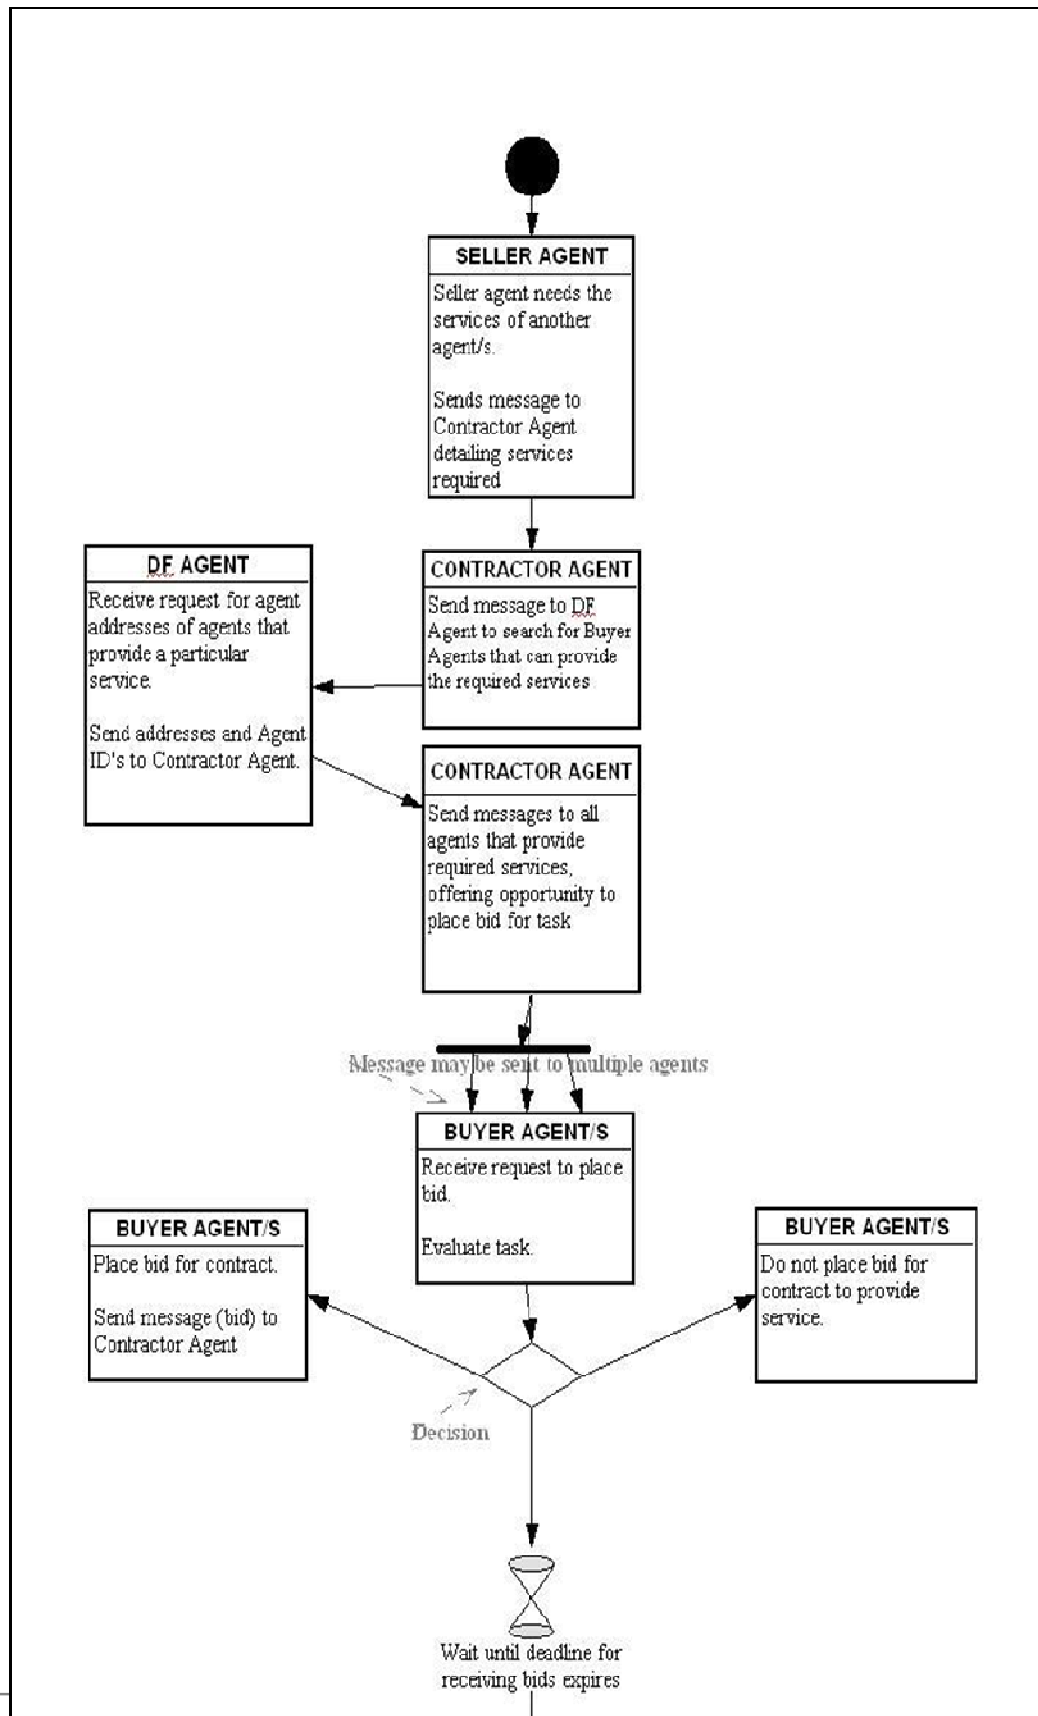 SELLER AGENT
Seller agent needs the
services of another
agent/s.
Sends message to
Contractor Agent
detailing services
required
DF AGENT
Receive request for agent
addresses of agents that
provide a particular
service.
Send addresses and Agent
ID's to Contractor Agent.
CONTRACTOR AGENT
Send message to DF
Agent to search for Buyer
Agents that can provide
the required services
CONTRACTOR AGENT
Send messages to all
agents that provide
required services,
offering opportunity to
place bid for task
Message may be sent to multiple agents
BUYER AGENT/S
Receive request to place
bid.
Evaluate task.
BUYER AGENT/S
Place bid for contract.
Send message (bid) to
Contractor Agent
BUYER AGENT/S
Do not place bid for
contract to provide
service.
Decision
Wait until deadline for
receiving bids expires